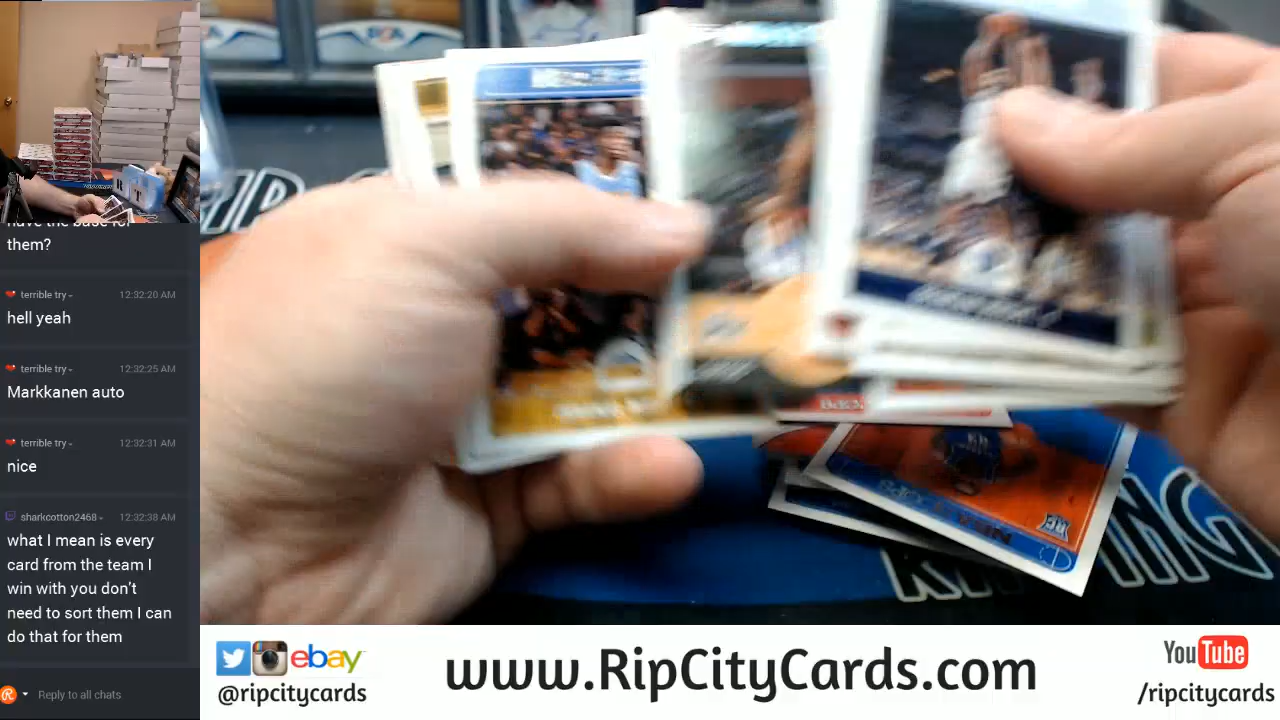 have the base for
them?
terrible try
12:32:20 AM
hell yeah
terrible try
12:32:25 AM
Markkanen auto
terrible try
12:32:31 AM
nice
sharkcotton2468
12:32:38 AM
what I mean is every
card from the team I
win with you don't
need to sort them I can
do that for them
Reply to all chats
ebay
@ripcitycards
www.RipCityCards.com
YouTube
/ripcitycards
RC